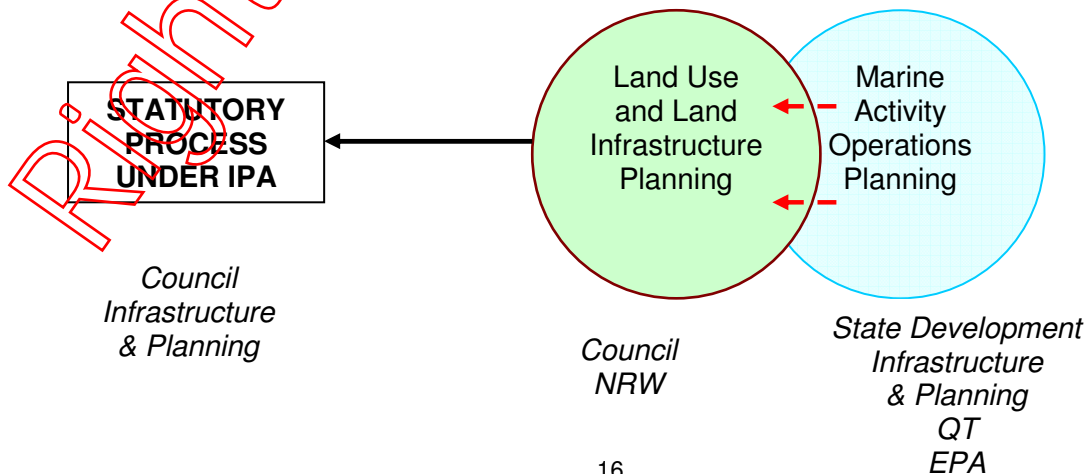 Right
STATUTORY
PROCESS
UNDER IPA
Council
Infrastructure
& Planning
Land Use
and Land
Infrastructure
Planning
Council
NRW
Marine
Activity
Operations
Planning
State Development
Infrastructure
& Planning
QT
EPA
16